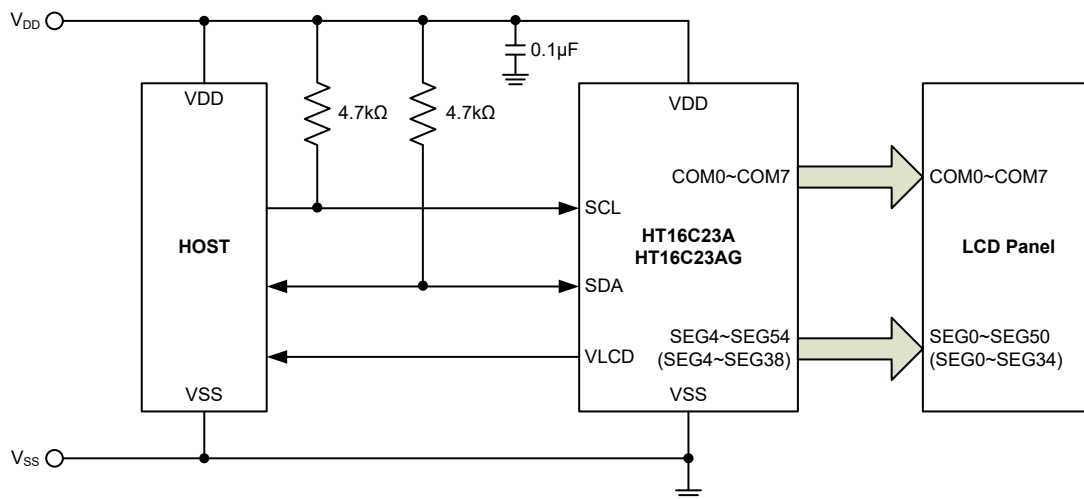 VDD
0.1µF
VDD
4.7kΩ
4.7kΩ
VDD
COM0~COM7
COM0~COM7
SCL
HOST
HT16C23A
HT16C23AG
LCD Panel
SDA
SEG4~SEG54
(SEG4~SEG38)
SEG0~SEG50
(SEG0~SEG34)
VLCD
VSS
VSS
VSS